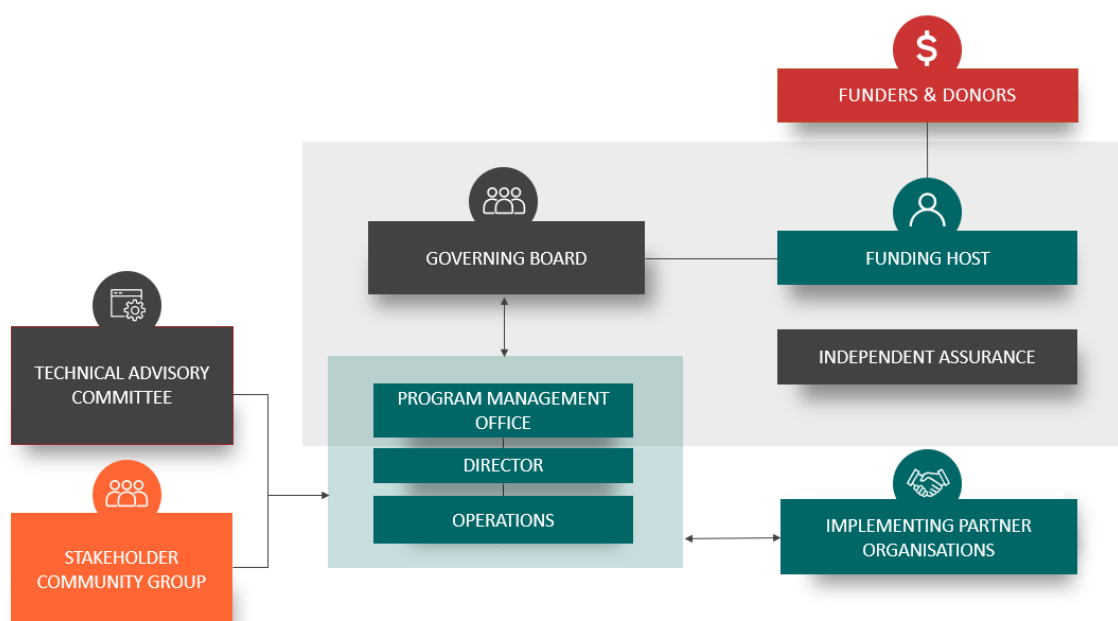 $
FUNDERS & DONORS
GOVERNING BOARD
FUNDING HOST
TECHNICAL ADVISORY
COMMITTEE
INDEPENDENT ASSURANCE
PROGRAM MANAGEMENT
OFFICE
DIRECTOR
OPERATIONS
STAKEHOLDER
COMMUNITY GROUP
IMPLEMENTING PARTNER
ORGANISATIONS